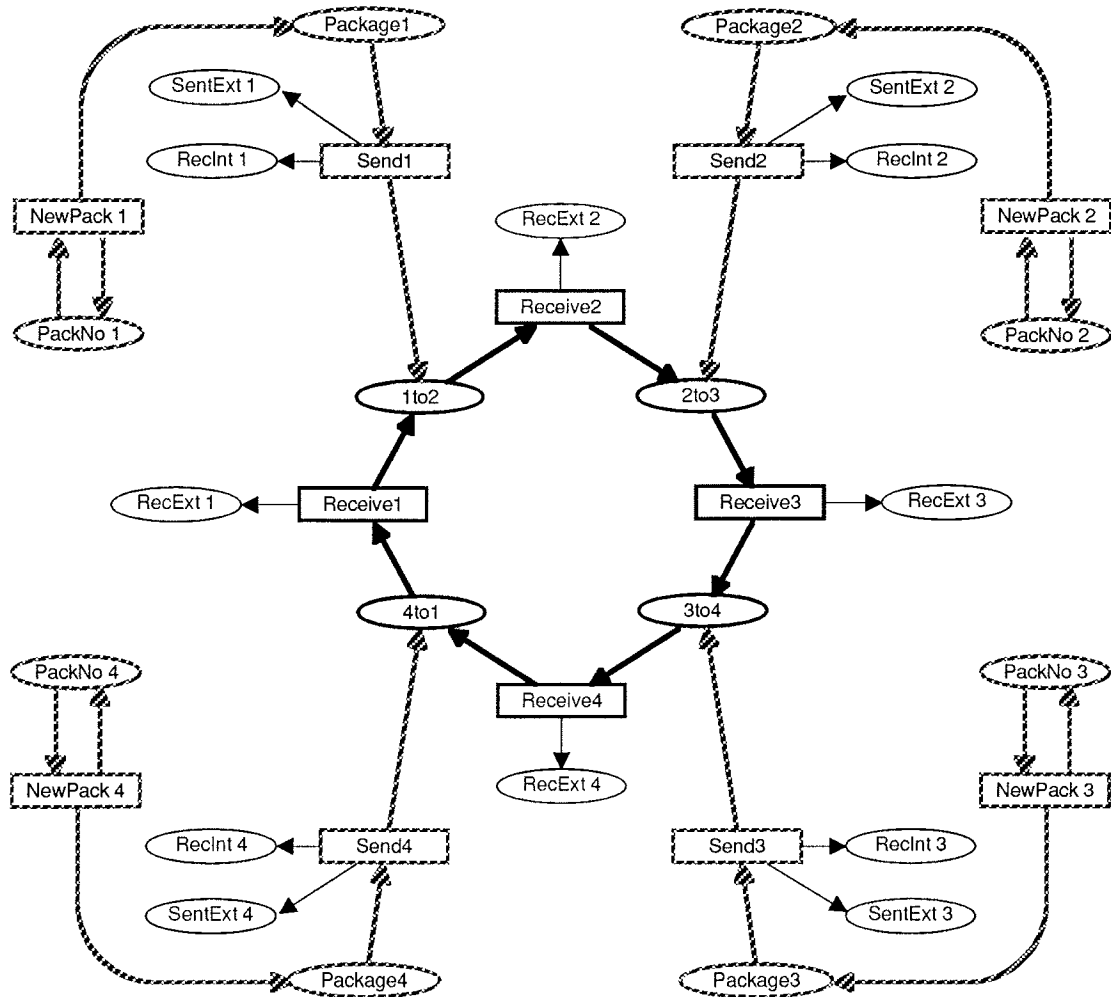 Package1
Package2
SentExt 1
SentExt 2
RecInt 1
Send1
Send2
RecInt 2
NewPack 1
RecExt 2
NewPack 2
Receive2
PackNo 1
PackNo 2
1to2
2to3
RecExt 1
Receive1
Receive3
RecExt 3
4to1
3to4
PackNo 4
Receive4
PackNo 3
NewPack 4
RecExt 4
NewPack 3
RecInt 4
Send4
Send3
RecInt 3
SentExt 4
SentExt 3
Package4
Package3